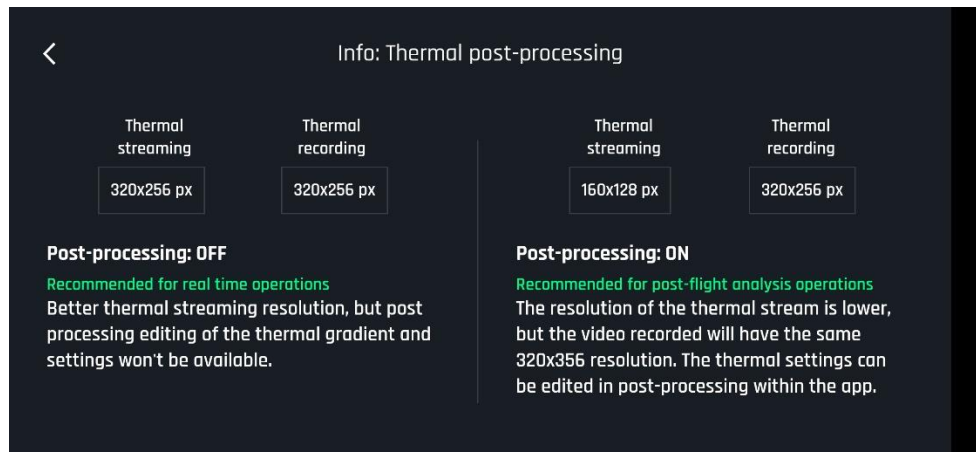 Info: Thermal post-processing
Thermal
streaming
Thermal
recording
320x256 px
320x256 px
Post-processing: OFF
Recommended for real time operations
Better thermal streaming resolution, but post
processing editing of the thermal gradient and
settings won't be available.
Thermal
streaming
Thermal
recording
160x128 px
320x256 px
Post-processing: ON
Recommended for post-flight analysis operations
The resolution of the thermal stream is lower,
but the video recorded will have the same
320x356 resolution. The thermal settings can
be edited in post-processing within the app.